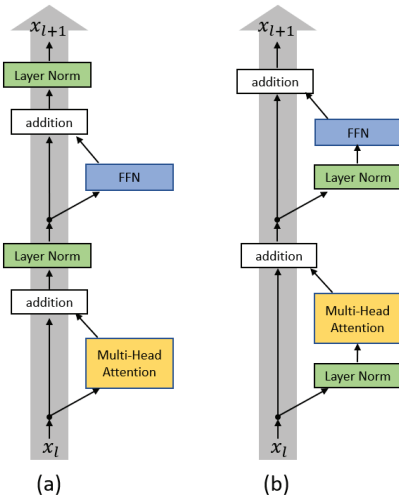 x_{l+1}
Layer Norm
addition
FFN
Layer Norm
addition
Multi-Head
Attention
x_l
(a)
x_{l+1}
addition
FFN
Layer Norm
addition
Multi-Head
Attention
Layer Norm
x_l
(b)